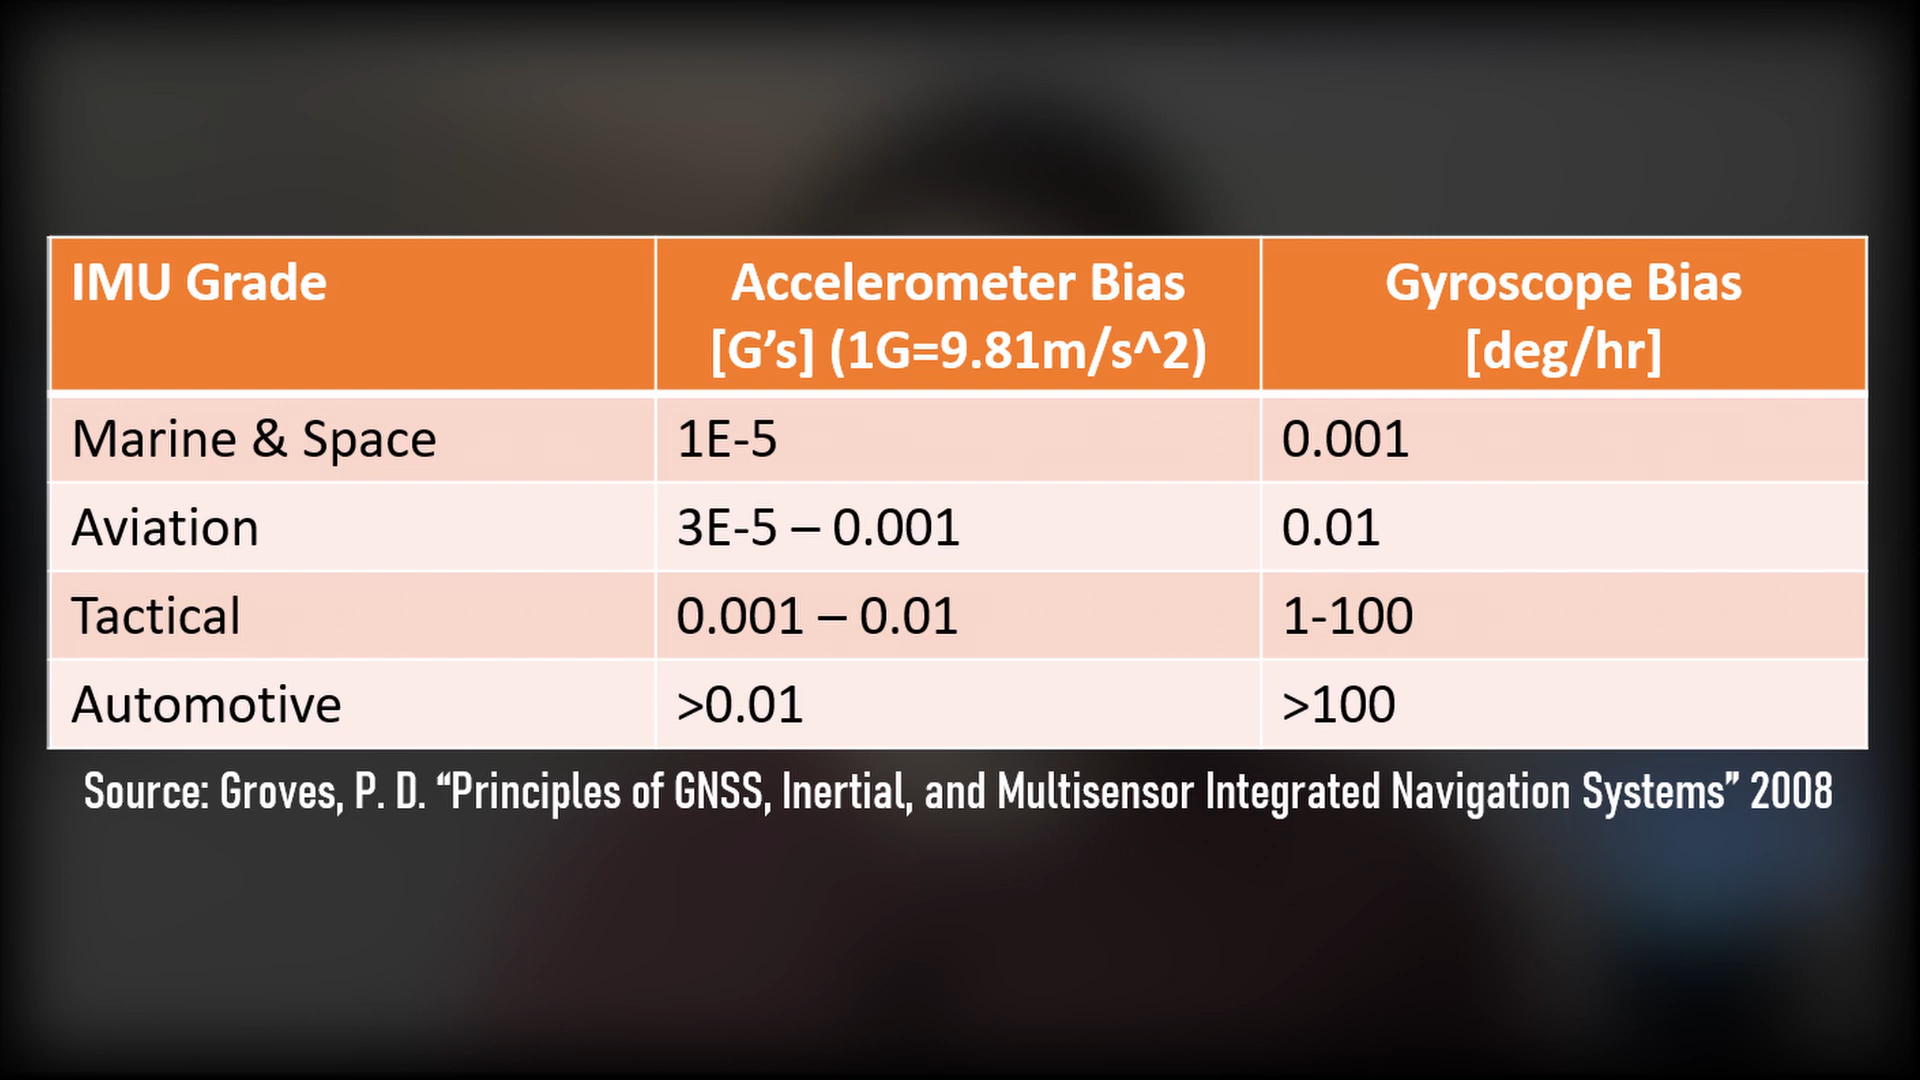 IMU Grade
Accelerometer Bias
[G’s] (1G=9.81m/s^2)
Gyroscope Bias
[deg/hr]
Marine & Space
1E-5
0.001
Aviation
3E-5 – 0.001
0.01
Tactical
0.001 – 0.01
1-100
Automotive
>0.01
>100
Source: Groves, P. D. “Principles of GNSS, Inertial, and Multisensor Integrated Navigation Systems” 2008